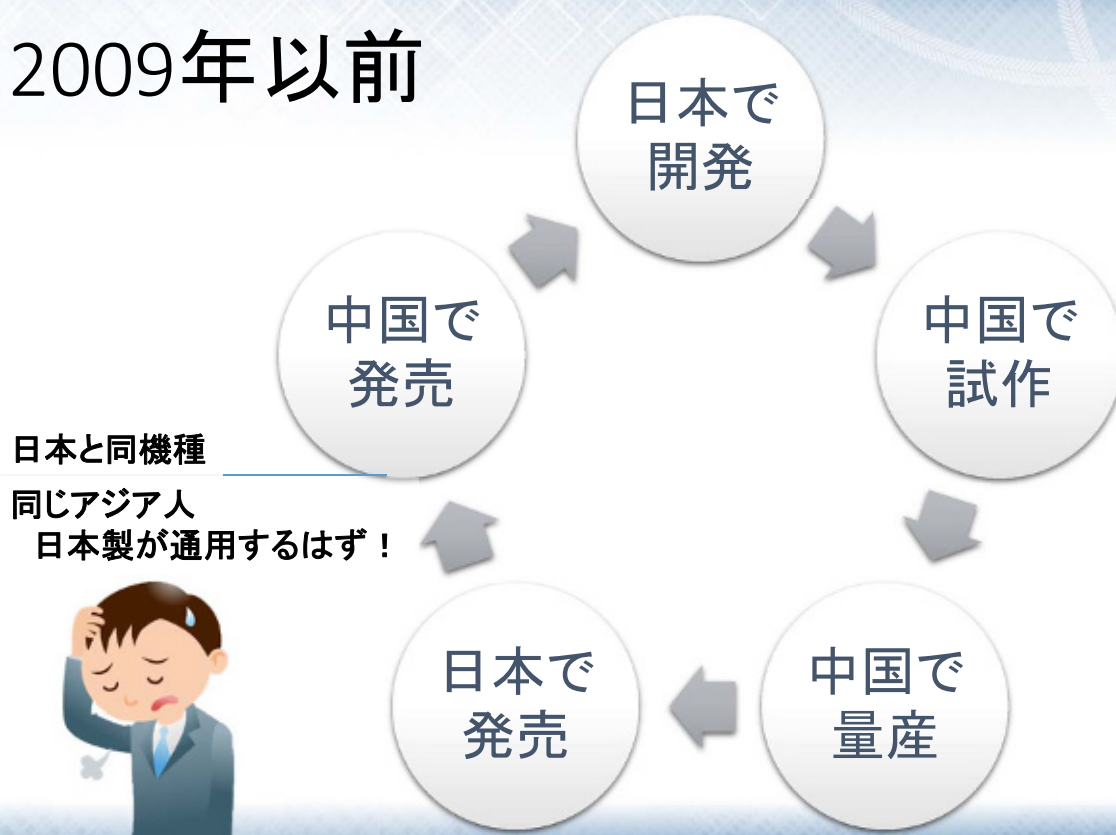 2009年以前
日本で
開発
中国で
試作
中国で
量産
日本で
発売
中国で
発売
日本と同機種
同じアジア人
日本製が通用するはず！